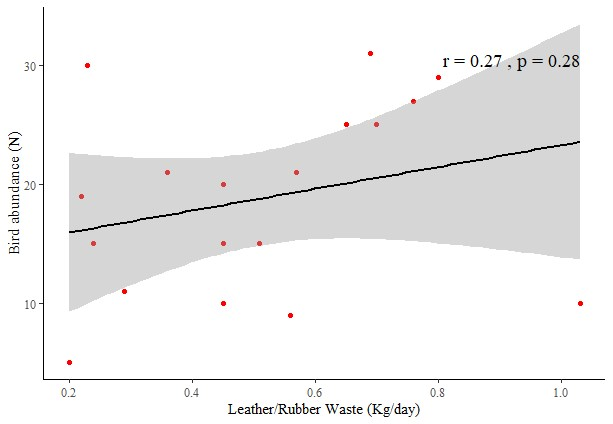 r = 0.27 , p = 0.28
30
20
10
Bird abundance (N)
0.2 0.4 0.6 0.8 1.0
Leather/Rubber Waste (Kg/day)